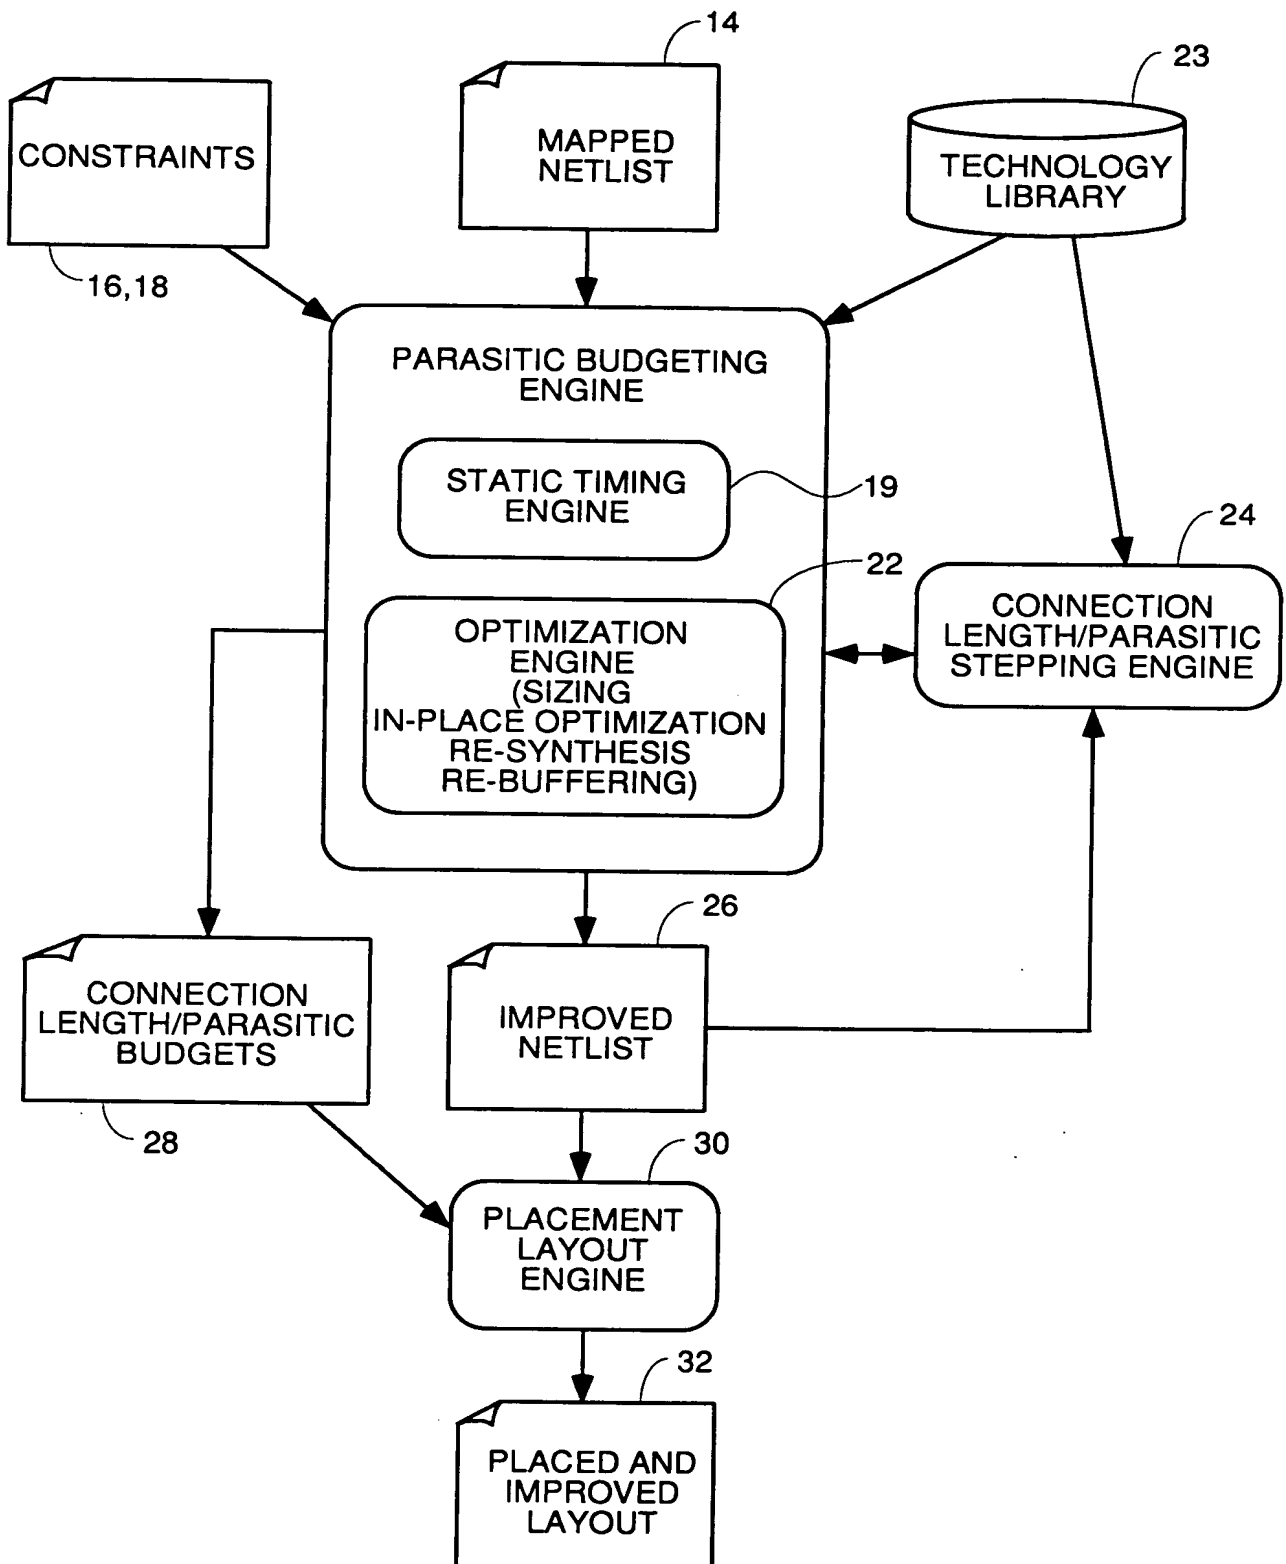 14
23
CONSTRAINTS
MAPPED
NETLIST
TECHNOLOGY
LIBRARY
16,18
PARASITIC BUDGETING
ENGINE
STATIC TIMING
ENGINE
19
24
22
OPTIMIZATION
ENGINE
(SIZING
IN-PLACE OPTIMIZATION
RE-SYNTHESIS
RE-BUFFERING)
CONNECTION
LENGTH/PARASITIC
STEPPING ENGINE
26
CONNECTION
LENGTH/PARASITIC
BUDGETS
IMPROVED
NETLIST
28
30
PLACEMENT
LAYOUT
ENGINE
32
PLACED AND
IMPROVED
LAYOUT